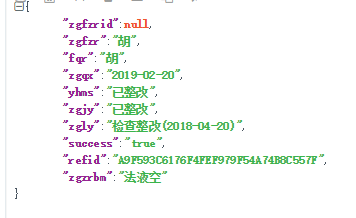 {
"zgfzrid":null,
"zgfzr":"胡",
"fqr":"胡",
"zgqx":"2019-02-20",
"yhms":"已整改",
"zgjy":"已整改",
"zgly":"检查整改(2018-04-20)",
"success":"true",
"refid":"A9F593C6176F4FEF979F54A74B8C557F",
"zgzrbm":"法液空"
}